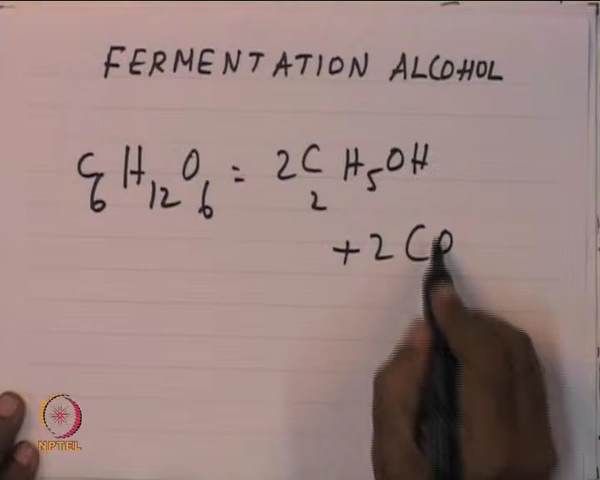 FERMENTATION ALCOHOL
C6H12O6 = 2C2H5OH
+2CO
NPTEL